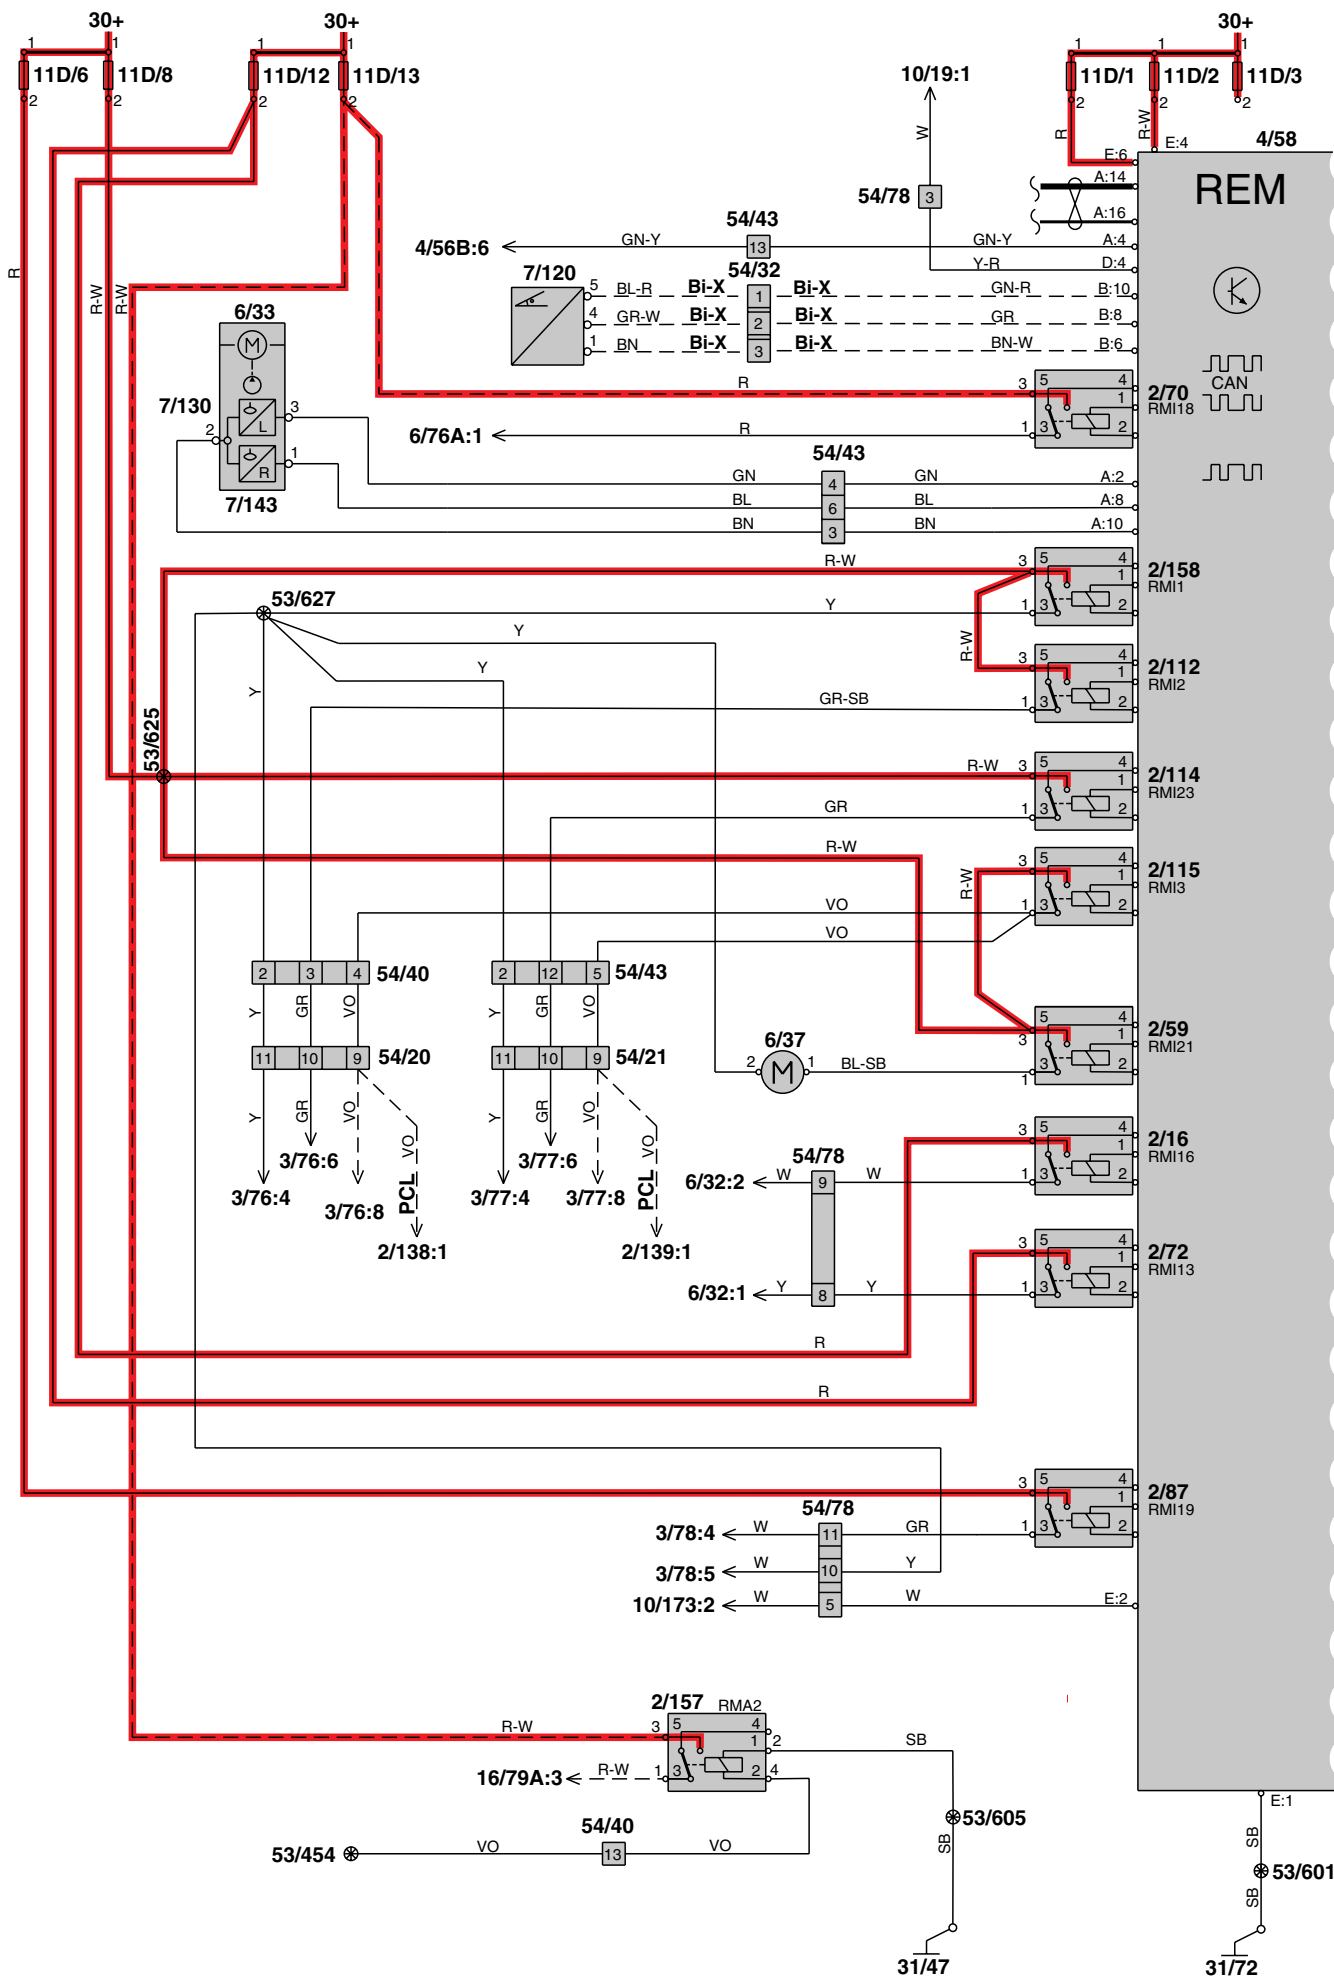 30+ 30+ 30+
1 1 1 1 1 1 1
11D/6 11D/8 11D/12 11D/13 11D/1 11D/2 11D/3
2 2 2 2 2 2 2
10/19:1
R R-W E:4 4/58
W
E:6
A:14 REM
54/78 3
A:16
54/43
4/56B:6 GN-Y 13 GN-Y A:4
54/32 Y-R D:4
7/120 5 BL-R Bi-X 1 Bi-X GN-R B:10
4 GR-W Bi-X 2 Bi-X GR B:8
1 BN Bi-X 3 Bi-X BN-W B:6
R R-W R-W
6/33
M
CAN
R 3 5 4 2/70
1 RMI18
6/76A:1 R 1 3 2
7/130 2 L 3
R 1
7/143
54/43
GN 4 GN A:2
BL 6 BL A:8
BN 3 BN A:10
R-W 3 5 4 2/158
1 RMI1
53/627 Y 1 3 2
Y
Y
Y
R-W
3 5 4 2/112
1 RMI2
GR-SB 1 3 2
53/625
R-W 3 5 4 2/114
1 RMI23
GR 1 3 2
R-W
R-W
3 5 4 2/115
1 RMI3
VO 1 3 2
VO
2 3 4 54/40 2 12 5 54/43
Y GR VO Y GR VO
11 10 9 54/20 11 10 9 54/21
5 4 2/59
3 1 RMI21
6/37
2 M 1 BL-SB 1 3 2
Y GR VO VO Y GR VO VO
PCL PCL
3/76:6 3/77:6
3/76:4 3/76:8 3/77:4 3/77:8
2/138:1 2/139:1
3 5 4 2/16
1 RMI16
54/78
6/32:2 W 9 W 1 3 2
3 5 4 2/72
1 RMI13
6/32:1 Y 8 Y 1 3 2
R
R
3 5 4 2/87
1 RMI19
54/78
3/78:4 W 11 GR 1 3 2
3/78:5 W 10 Y
10/173:2 W 5 W E:2
2/157 RMA2
R-W 3 5 4
1 2 SB
16/79A:3 R-W 1 3 2 4
E:1
53/605
SB SB
54/40
53/454 VO 13 VO
53/601
SB
31/47 31/72